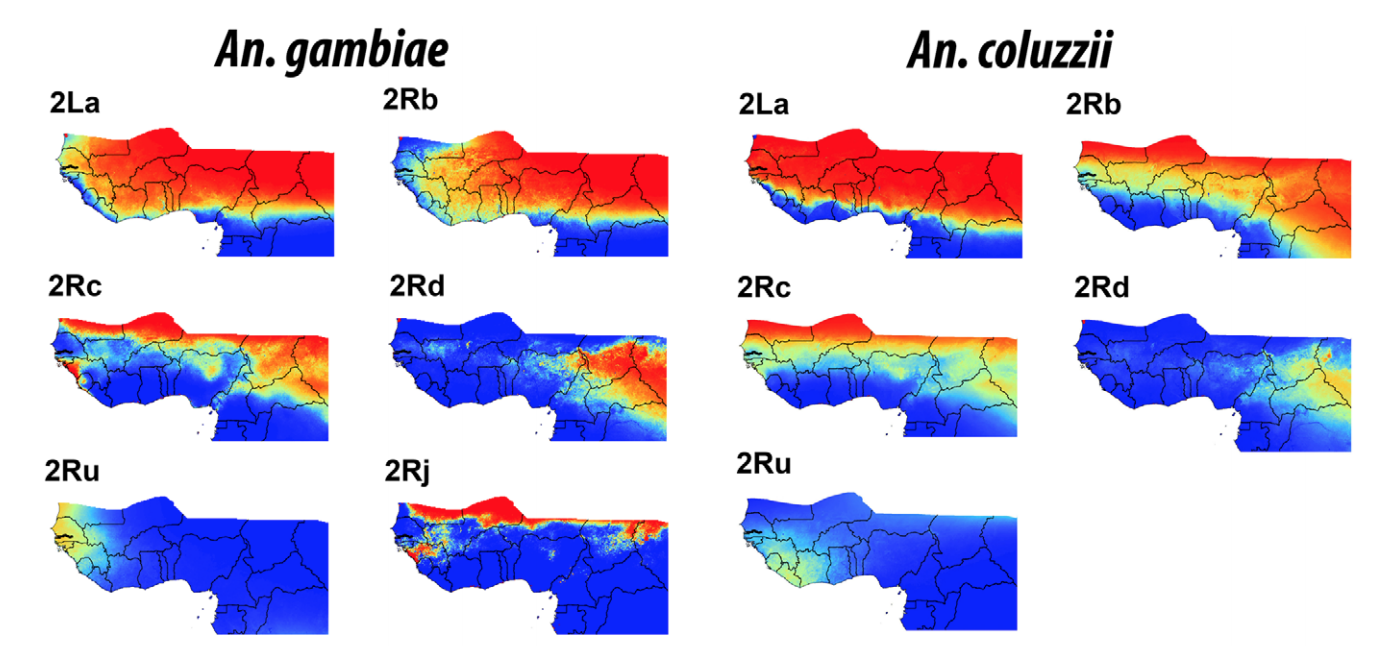 An. gambiae
An. coluzzii
2La
2Rb
2La
2Rb
2Rc
2Rd
2Rc
2Rd
2Ru
2Rj
2Ru